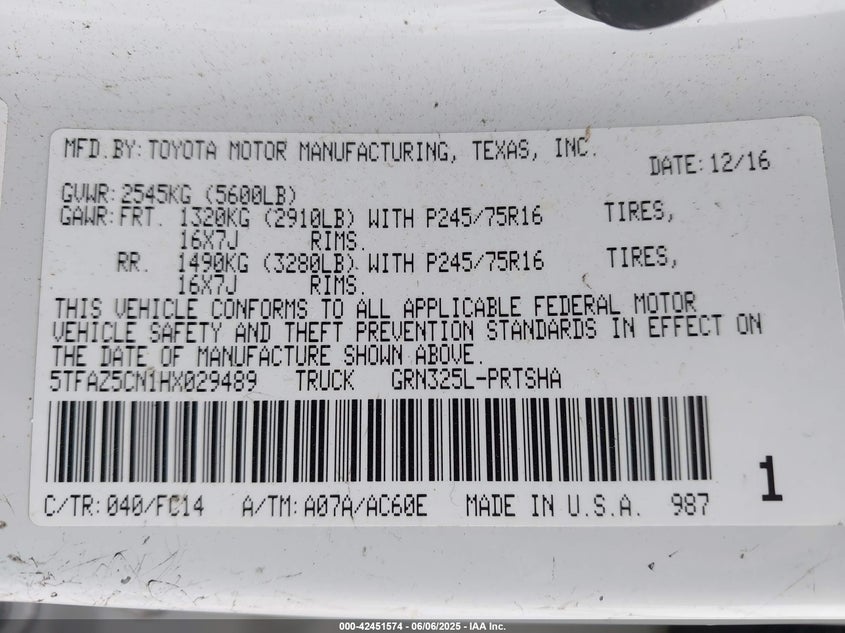 MFD.BY:TOYOTA MOTOR MANUFACTURING, TEXAS, INC. DATE:12/16
GVWR:2545KG (5600LB)
GAWR:FRT. 1320KG (2910LB) WITH P245/75R16 TIRES,
16X7J RIMS.
RR. 1490KG (3280LB) WITH P245/75R16 TIRES,
16X7J RIMS.
THIS VEHICLE CONFORMS TO ALL APPLICABLE FEDERAL MOTOR
VEHICLE SAFETY AND THEFT PREVENTION STANDARDS IN EFFECT ON
THE DATE OF MANUFACTURE SHOWN ABOVE.
5TFAZ5CN1HX029489 TRUCK GRN325L-PRTSHA
1
C/TR:040/FC14 A/TM:A07A/AC60E MADE IN U.S.A. 987
000-42451574 - 06/06/2025 - IAA Inc.